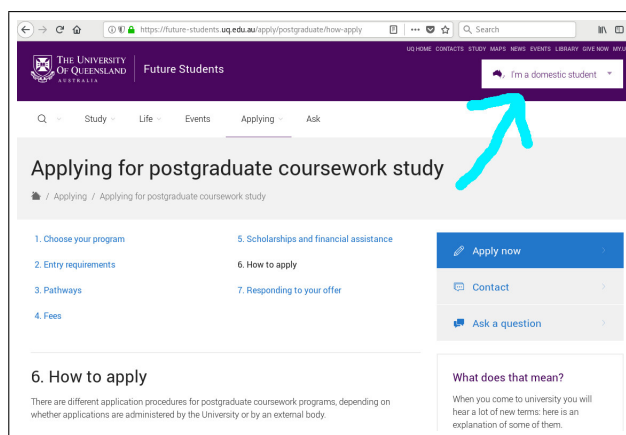 https://future-students.uq.edu.au/apply/postgraduate/how-apply
Search
UQ HOME CONTACTS STUDY MAPS NEWS EVENTS LIBRARY GIVE NOW MY.U
THE UNIVERSITY
OF QUEENSLAND
AUSTRALIA
Future Students
I'm a domestic student
Study
Life
Events
Applying
Ask
Applying for postgraduate coursework study
/ Applying / Applying for postgraduate coursework study
1. Choose your program
2. Entry requirements
3. Pathways
4. Fees
5. Scholarships and financial assistance
6. How to apply
7. Responding to your offer
Apply now
Contact
Ask a question
6. How to apply
There are different application procedures for postgraduate coursework programs, depending on
whether applications are administered by the University or by an external body.
What does that mean?
When you come to university you will
hear a lot of new terms: here is an
explanation of some of them.